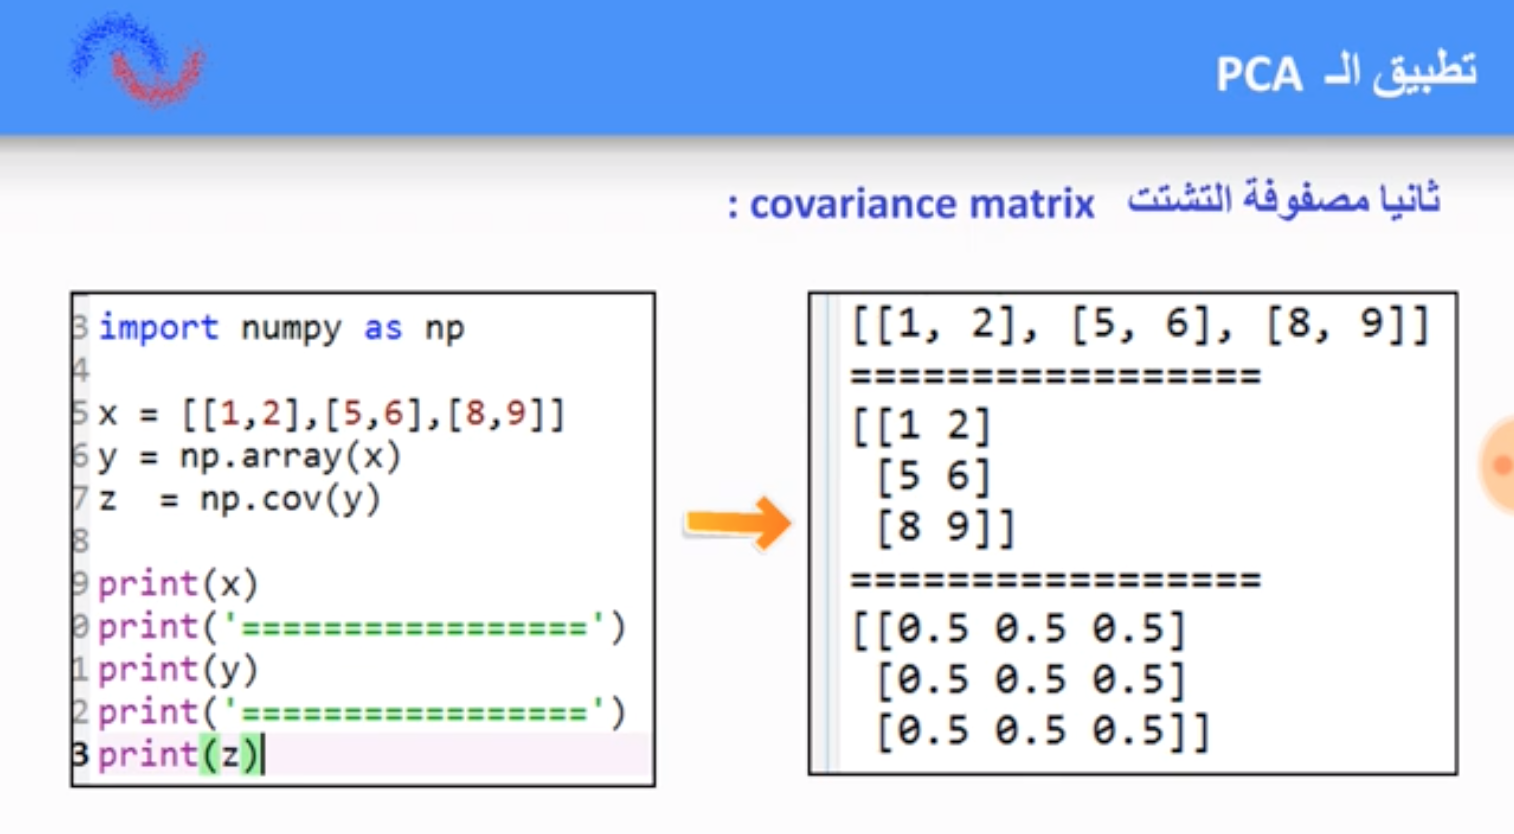 تطبيق الـ PCA
ثانيا مصفوفة التشتت covariance matrix :
3 import numpy as np
4
5 x = [[1,2],[5,6],[8,9]]
6 y = np.array(x)
7 z  = np.cov(y)
8
9 print(x)
0 print('=================')
1 print(y)
2 print('=================')
3 print(z)
[[1, 2], [5, 6], [8, 9]]
=================
[[1 2]
[5 6]
[8 9]]
=================
[[0.5 0.5 0.5]
[0.5 0.5 0.5]
[0.5 0.5 0.5]]